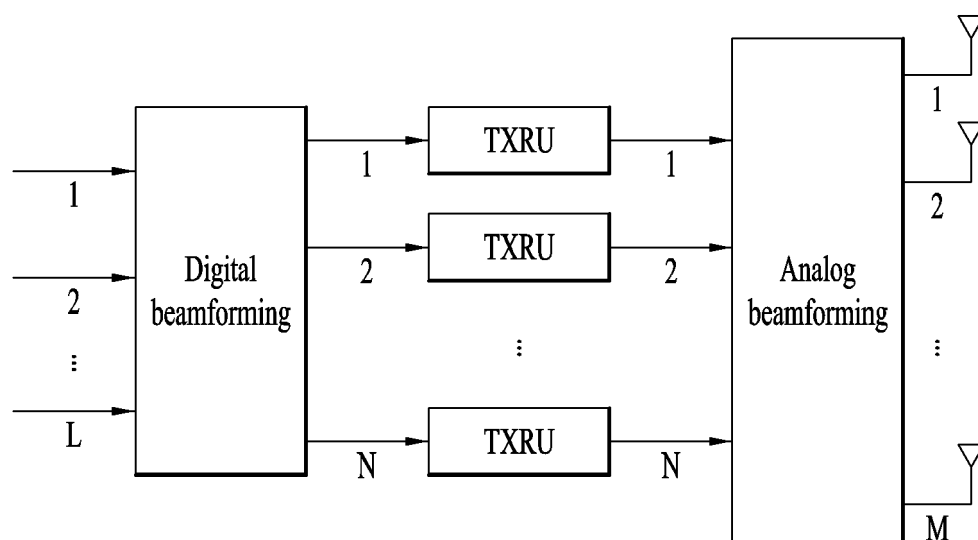 1
2
⋮
L
Digital
beamforming
1
2
N
TXRU
TXRU
⋮
TXRU
1
2
N
Analog
beamforming
1
2
⋮
M